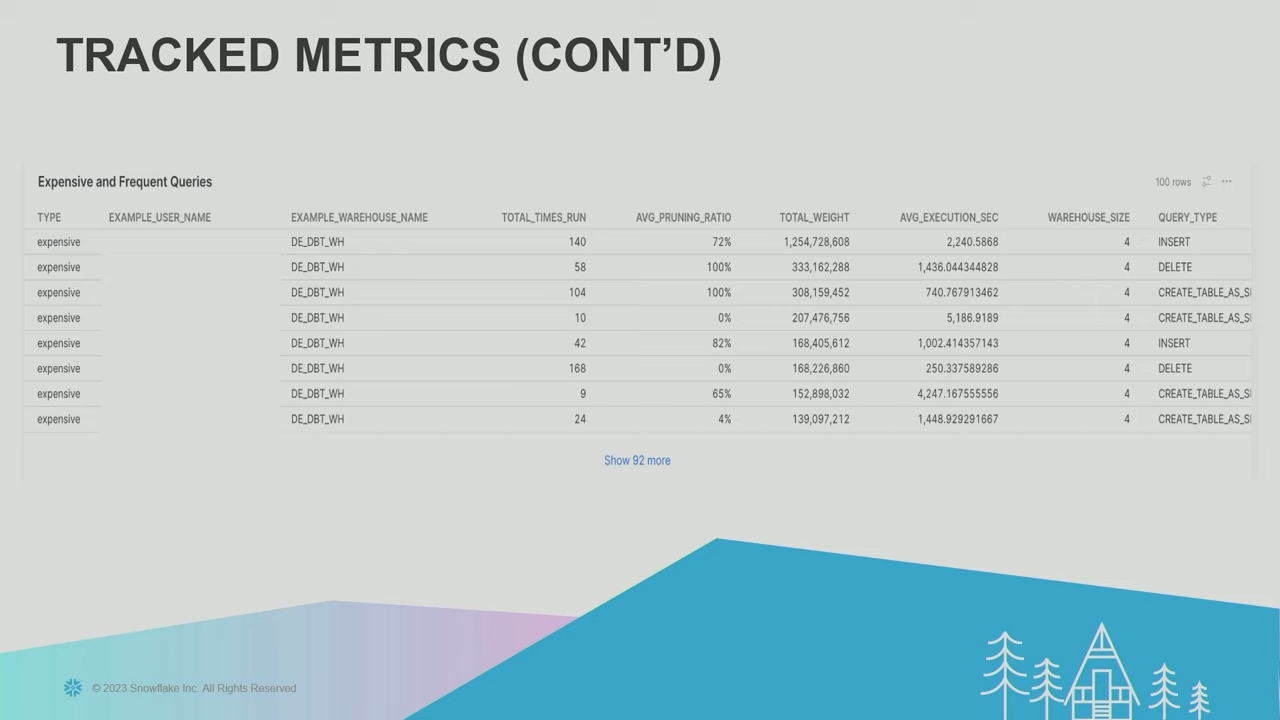 TRACKED METRICS (CONT’D)
Expensive and Frequent Queries 100 rows
TYPE EXAMPLE_USER_NAME EXAMPLE_WAREHOUSE_NAME TOTAL_TIMES_RUN AVG_PRUNING_RATIO TOTAL_WEIGHT AVG_EXECUTION_SEC WAREHOUSE_SIZE QUERY_TYPE
expensive DE_DBT_WH 140 72% 1,254,728,608 2,240.5868 4 INSERT
expensive DE_DBT_WH 58 100% 333,162,288 1,436.044344828 4 DELETE
expensive DE_DBT_WH 104 100% 308,159,452 740.767913462 4 CREATE_TABLE_AS_S
expensive DE_DBT_WH 10 0% 207,476,756 5,186.9189 4 CREATE_TABLE_AS_S
expensive DE_DBT_WH 42 82% 168,405,612 1,002.414357143 4 INSERT
expensive DE_DBT_WH 168 0% 168,226,860 250.337589286 4 DELETE
expensive DE_DBT_WH 9 65% 152,898,032 4,247.167555556 4 CREATE_TABLE_AS_S
expensive DE_DBT_WH 24 4% 139,097,212 1,448.929291667 4 CREATE_TABLE_AS_S
Show 92 more
© 2023 Snowflake Inc. All Rights Reserved